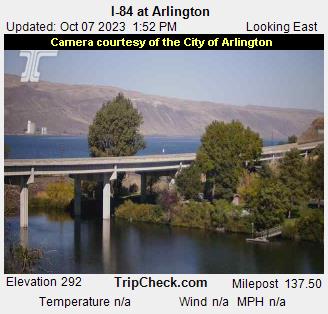 I-84 at Arlington
Updated: Oct 07 2023 1:52 PM Looking East
Camera courtesy of the City of Arlington
Elevation 292 TripCheck.com Milepost 137.50
Temperature n/a Wind n/a MPH n/a